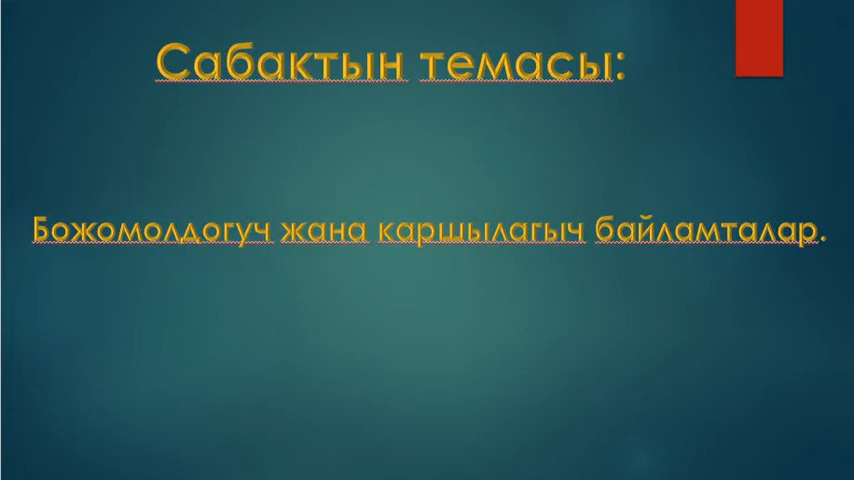 Сабактын темасы:
Божомолдогуч жана каршылагыч байламталар.